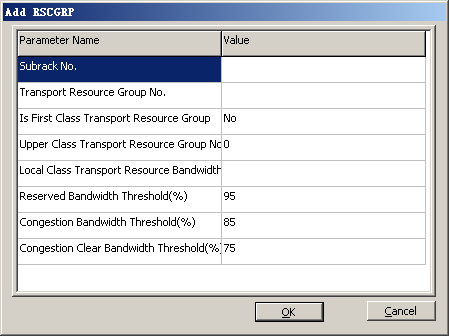 Add RSCGRP
Parameter Name Value
Subrack No.
Transport Resource Group No.
Is First Class Transport Resource Group No
Upper Class Transport Resource Group No 0
Local Class Transport Resource Bandwidth
Reserved Bandwidth Threshold(%) 95
Congestion Bandwidth Threshold(%) 85
Congestion Clear Bandwidth Threshold(%) 75
OK Cancel